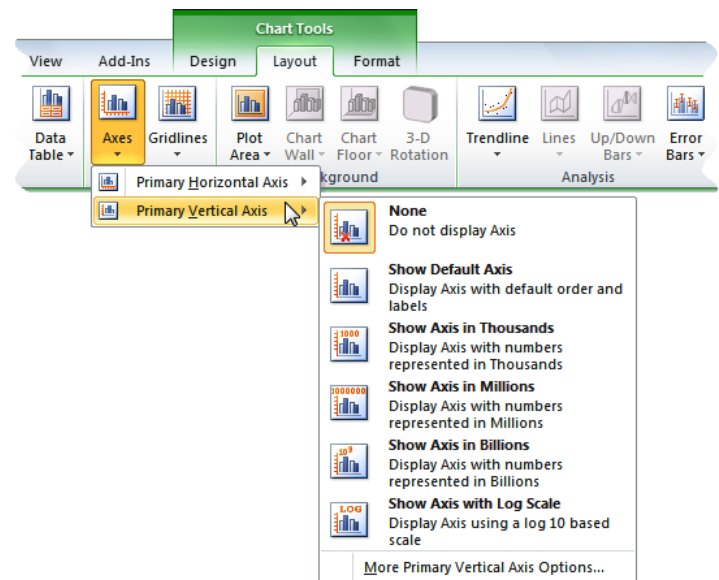 Chart Tools
View Add-Ins Design Layout Format
Data Table Axes Gridlines Plot Area Chart Wall Chart Floor 3-D Rotation Trendline Lines Up/Down Bars Error Bars
Analysis
Primary Horizontal Axis
Primary Vertical Axis
None
Do not display Axis
Show Default Axis
Display Axis with default order and
labels
Show Axis in Thousands
Display Axis with numbers
represented in Thousands
Show Axis in Millions
Display Axis with numbers
represented in Millions
Show Axis in Billions
Display Axis with numbers
represented in Billions
Show Axis with Log Scale
Display Axis using a log 10 based
scale
More Primary Vertical Axis Options...